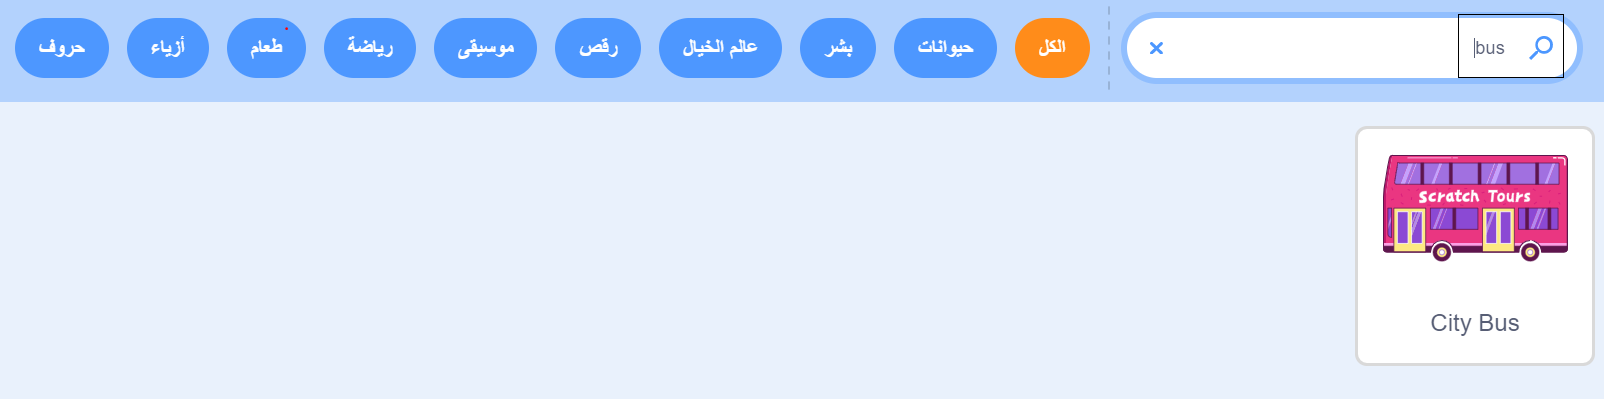 bus
الكل
حيوانات
بشر
عالم الخيال
رقص
موسيقى
رياضة
طعام
أزياء
حروف
Scratch Tours
City Bus